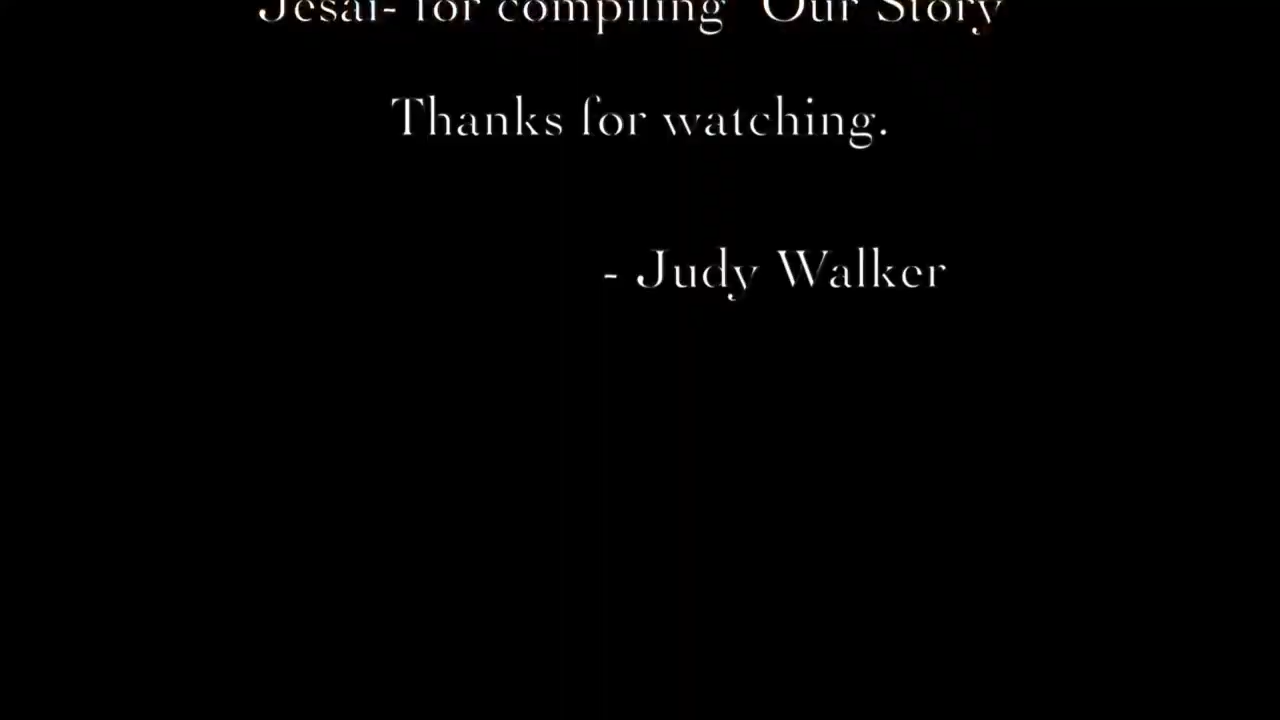 Jesai- for compiling "Our Story"
Thanks for watching.
- Judy Walker